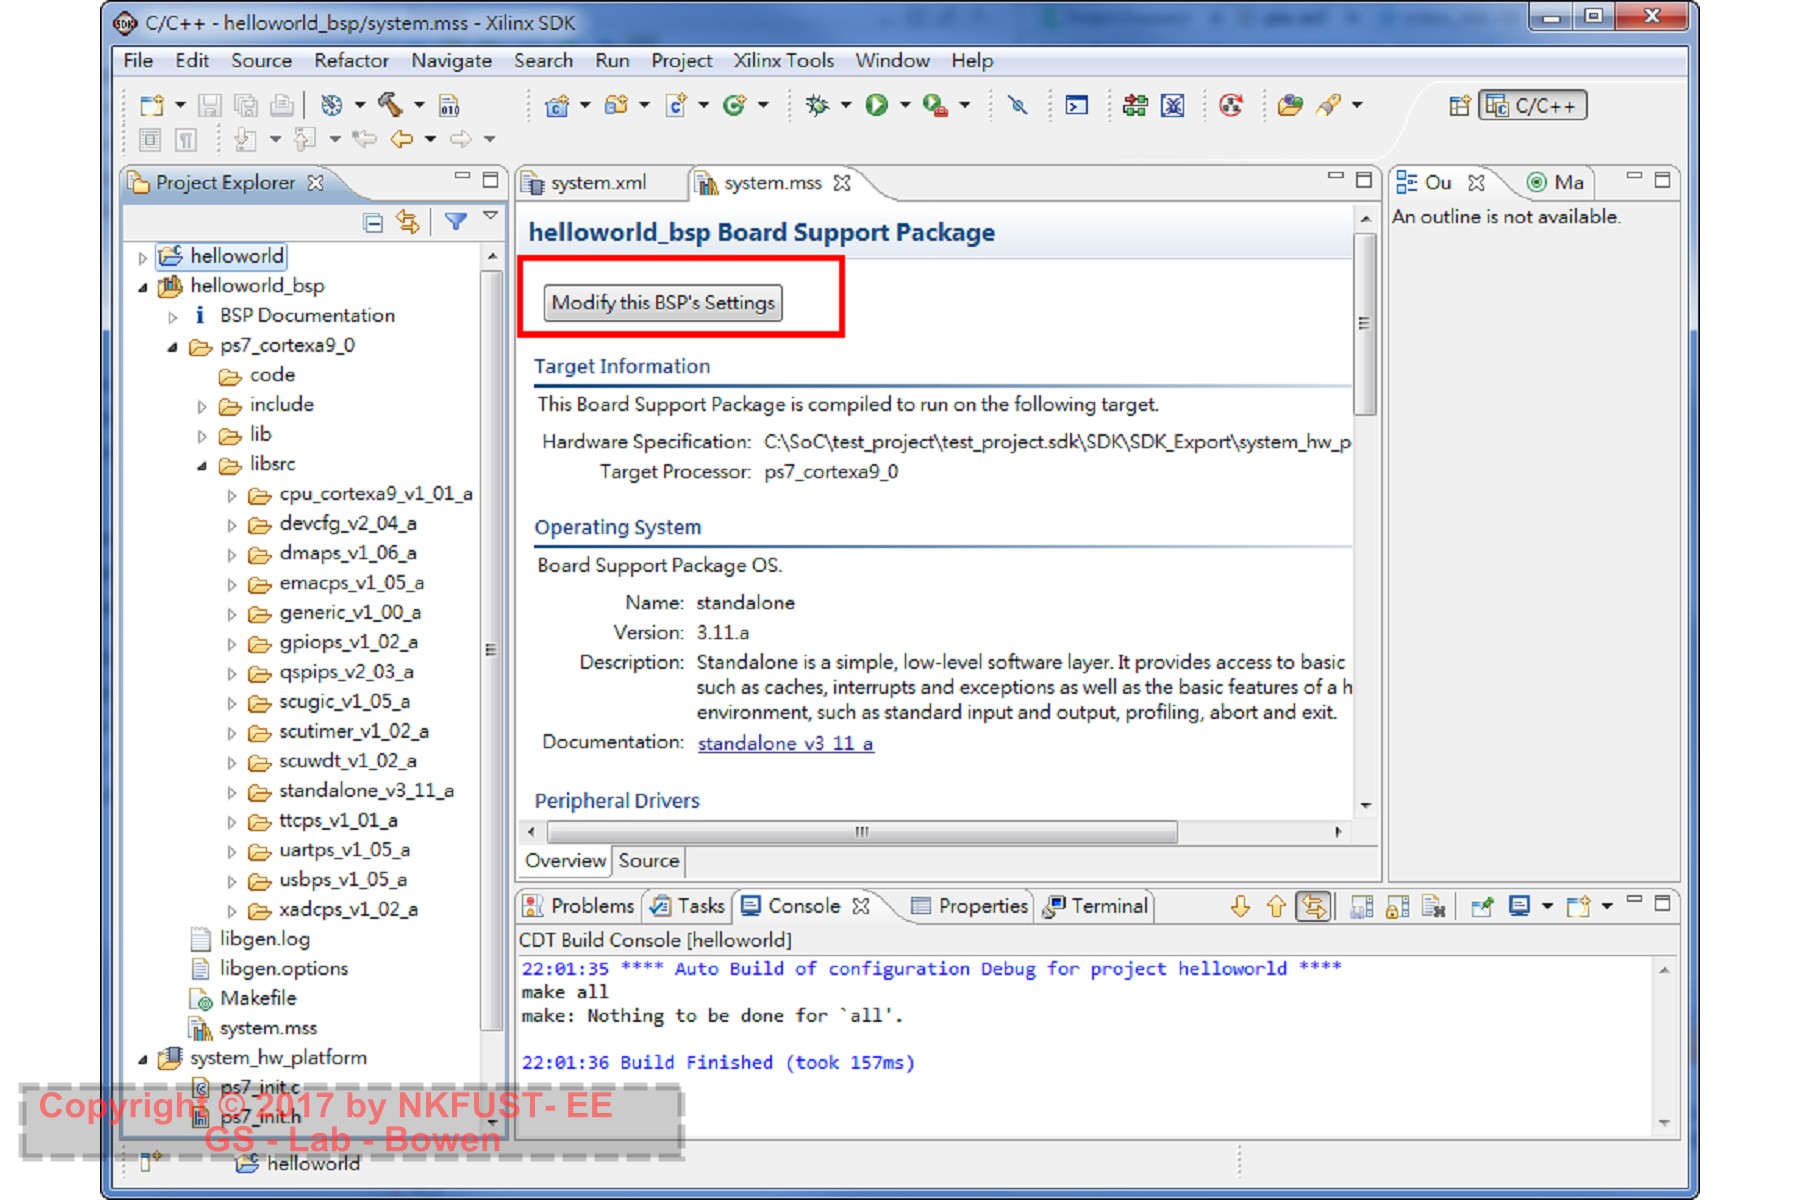 C/C++ - helloworld_bsp/system.mss - Xilinx SDK
File Edit Source Refactor Navigate Search Run Project Xilinx Tools Window Help
C/C++
Project Explorer
helloworld
helloworld_bsp
BSP Documentation
ps7_cortexa9_0
code
include
lib
libsrc
cpu_cortexa9_v1_01_a
devcfg_v2_04_a
dmaps_v1_06_a
emacps_v1_05_a
generic_v1_00_a
gpiops_v1_02_a
qspips_v2_03_a
scugic_v1_05_a
scutimer_v1_02_a
scuwdt_v1_02_a
standalone_v3_11_a
ttcps_v1_01_a
uartps_v1_05_a
usbps_v1_05_a
xadcps_v1_02_a
libgen.log
libgen.options
Makefile
system.mss
system_hw_platform
ps7_init.c
ps7_init.h
system.xml system.mss
helloworld_bsp Board Support Package
Modify this BSP's Settings
Target Information
This Board Support Package is compiled to run on the following target.
Hardware Specification: C:\SoC\test_project\test_project.sdk\SDK\SDK_Export\system_hw_p
Target Processor: ps7_cortexa9_0
Operating System
Board Support Package OS.
Name: standalone
Version: 3.11.a
Description: Standalone is a simple, low-level software layer. It provides access to basic
such as caches, interrupts and exceptions as well as the basic features of a h
environment, such as standard input and output, profiling, abort and exit.
Documentation: standalone_v3_11_a
Peripheral Drivers
Overview Source
Ou Ma
An outline is not available.
Problems Tasks Console Properties Terminal
CDT Build Console [helloworld]
22:01:35 **** Auto Build of configuration Debug for project helloworld ****
make all
make: Nothing to be done for `all'.
22:01:36 Build Finished (took 157ms)
Copyright © 2017 by NKFUST- EE
GS - Lab - Bowen
helloworld